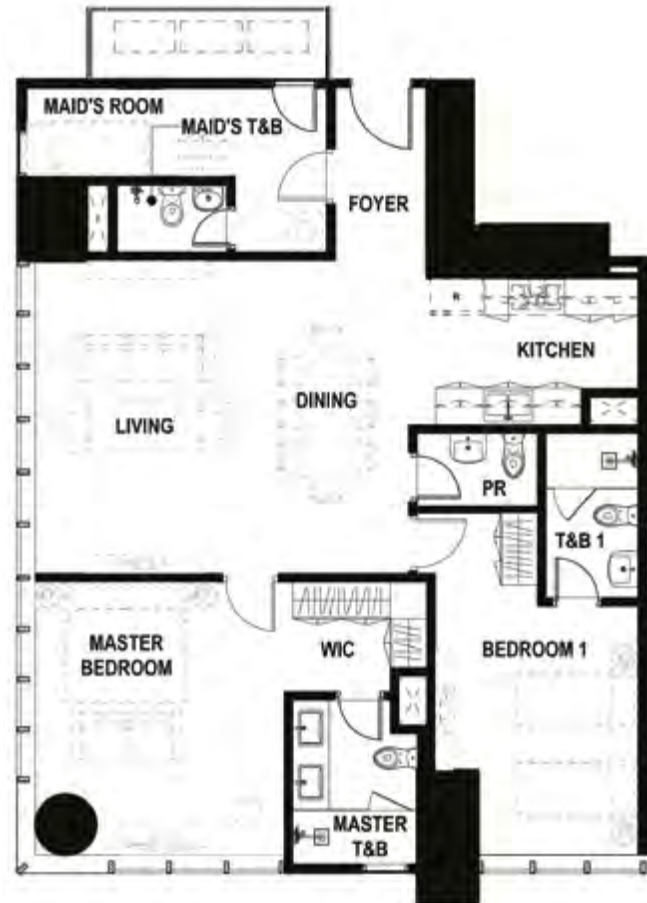 MAID'S ROOM
MAID'S T&B
FOYER
R
KITCHEN
DINING
LIVING
PR
T&B 1
MASTER
BEDROOM
WIC
BEDROOM 1
MASTER
T&B